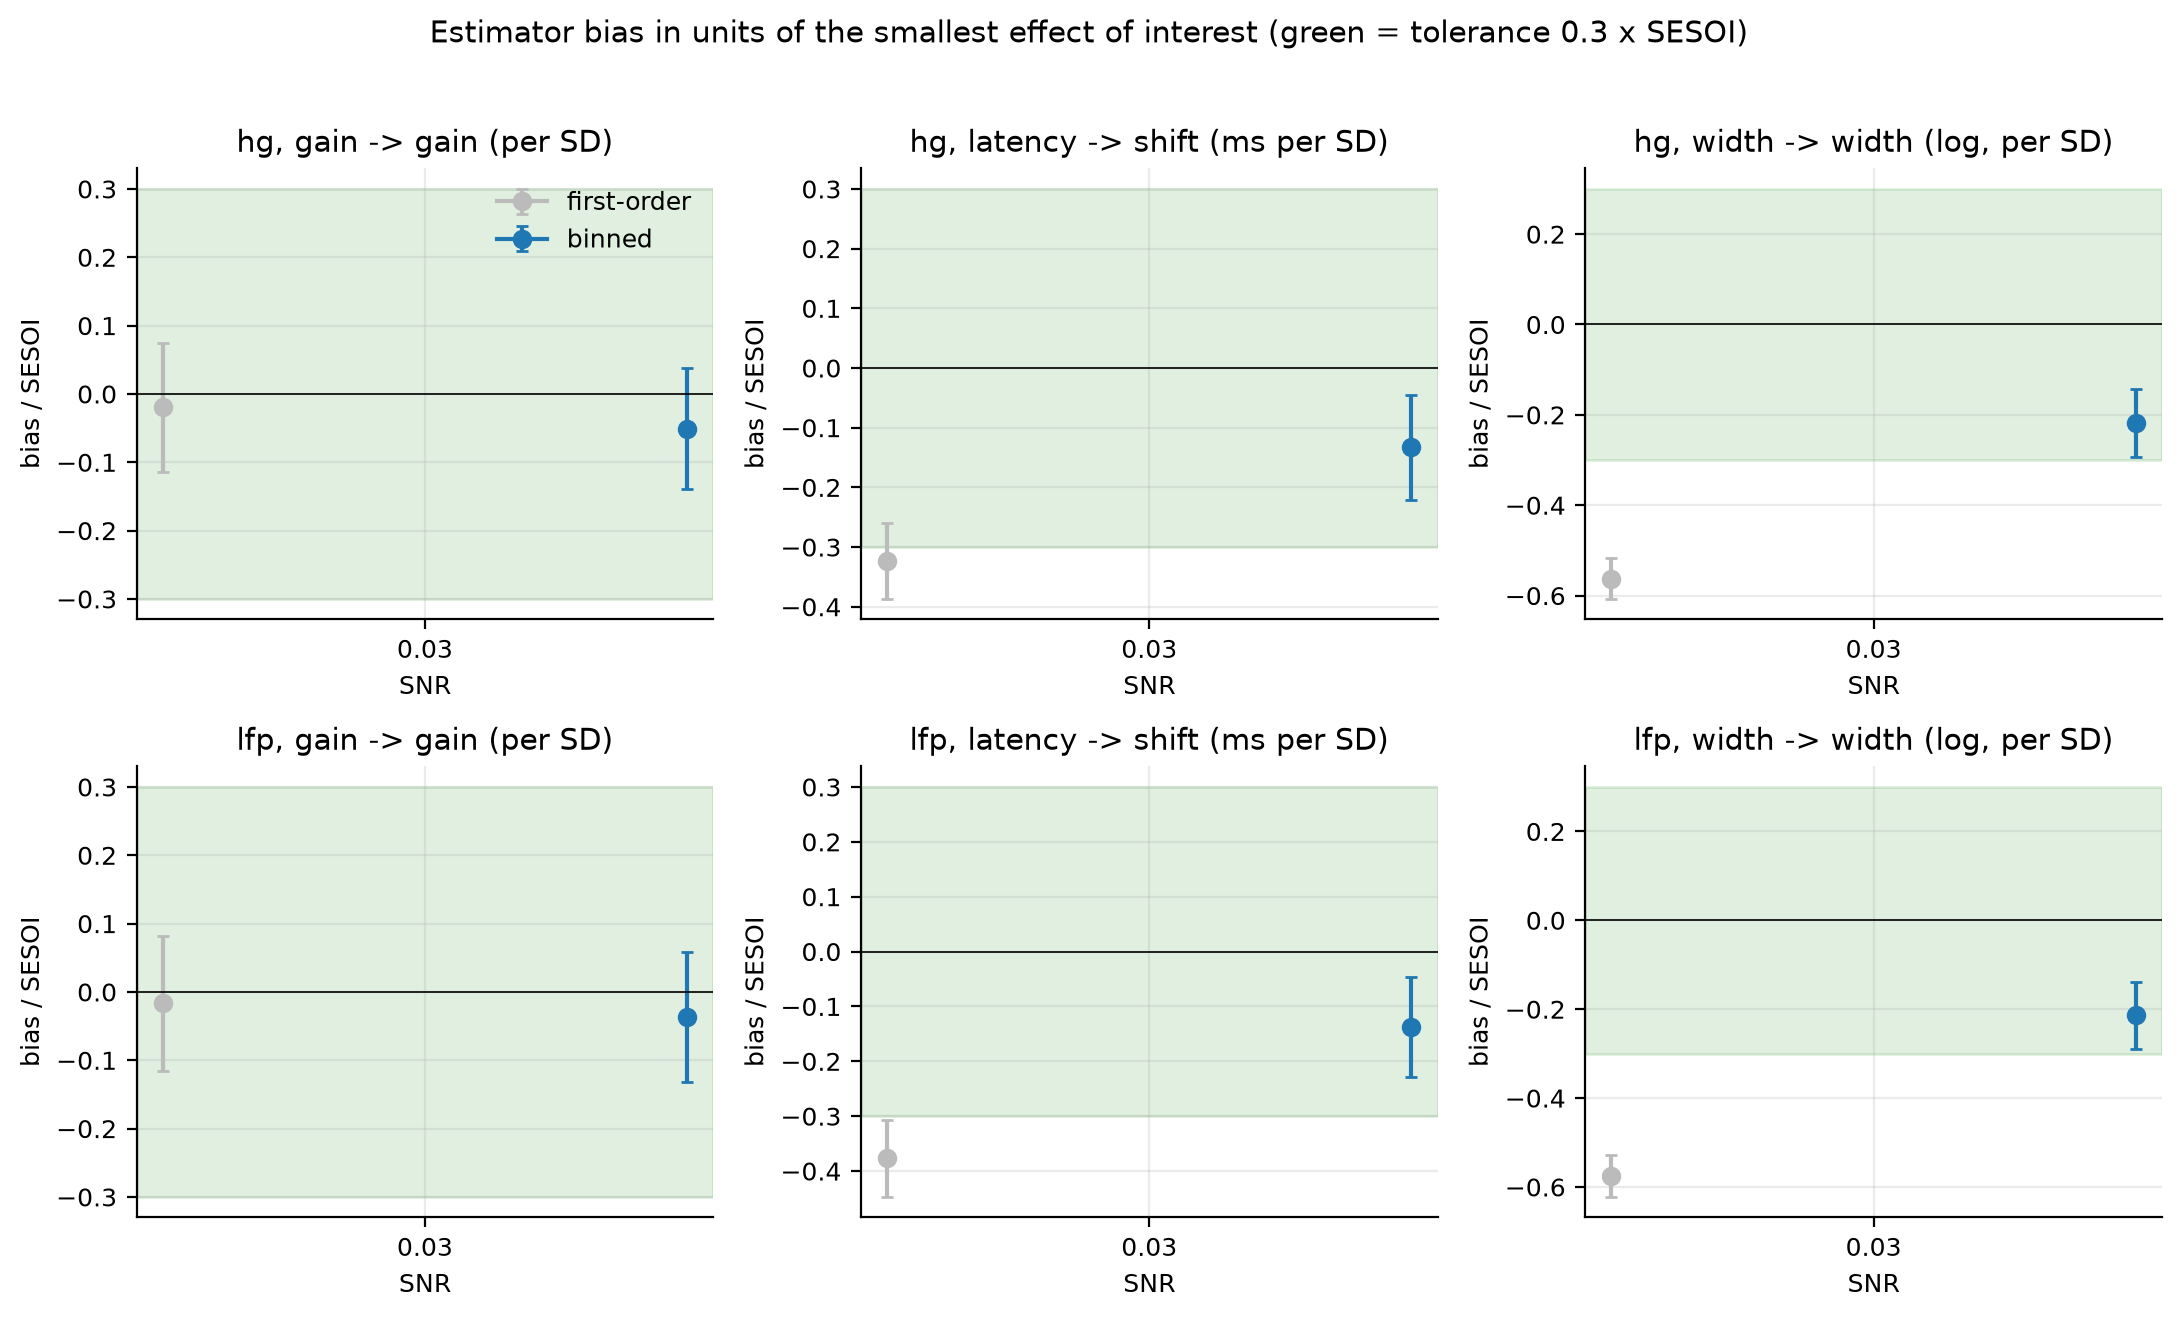 Estimator bias in units of the smallest effect of interest (green = tolerance 0.3 x SESOI)
hg, gain -> gain (per SD)
bias / SESOI
0.3
0.2
0.1
0.0
−0.1
−0.2
−0.3
first-order
binned
0.03
SNR
hg, latency -> shift (ms per SD)
bias / SESOI
0.3
0.2
0.1
0.0
−0.1
−0.2
−0.3
−0.4
0.03
SNR
hg, width -> width (log, per SD)
bias / SESOI
0.2
0.0
−0.2
−0.4
−0.6
0.03
SNR
lfp, gain -> gain (per SD)
bias / SESOI
0.3
0.2
0.1
0.0
−0.1
−0.2
−0.3
0.03
SNR
lfp, latency -> shift (ms per SD)
bias / SESOI
0.3
0.2
0.1
0.0
−0.1
−0.2
−0.3
−0.4
0.03
SNR
lfp, width -> width (log, per SD)
bias / SESOI
0.2
0.0
−0.2
−0.4
−0.6
0.03
SNR